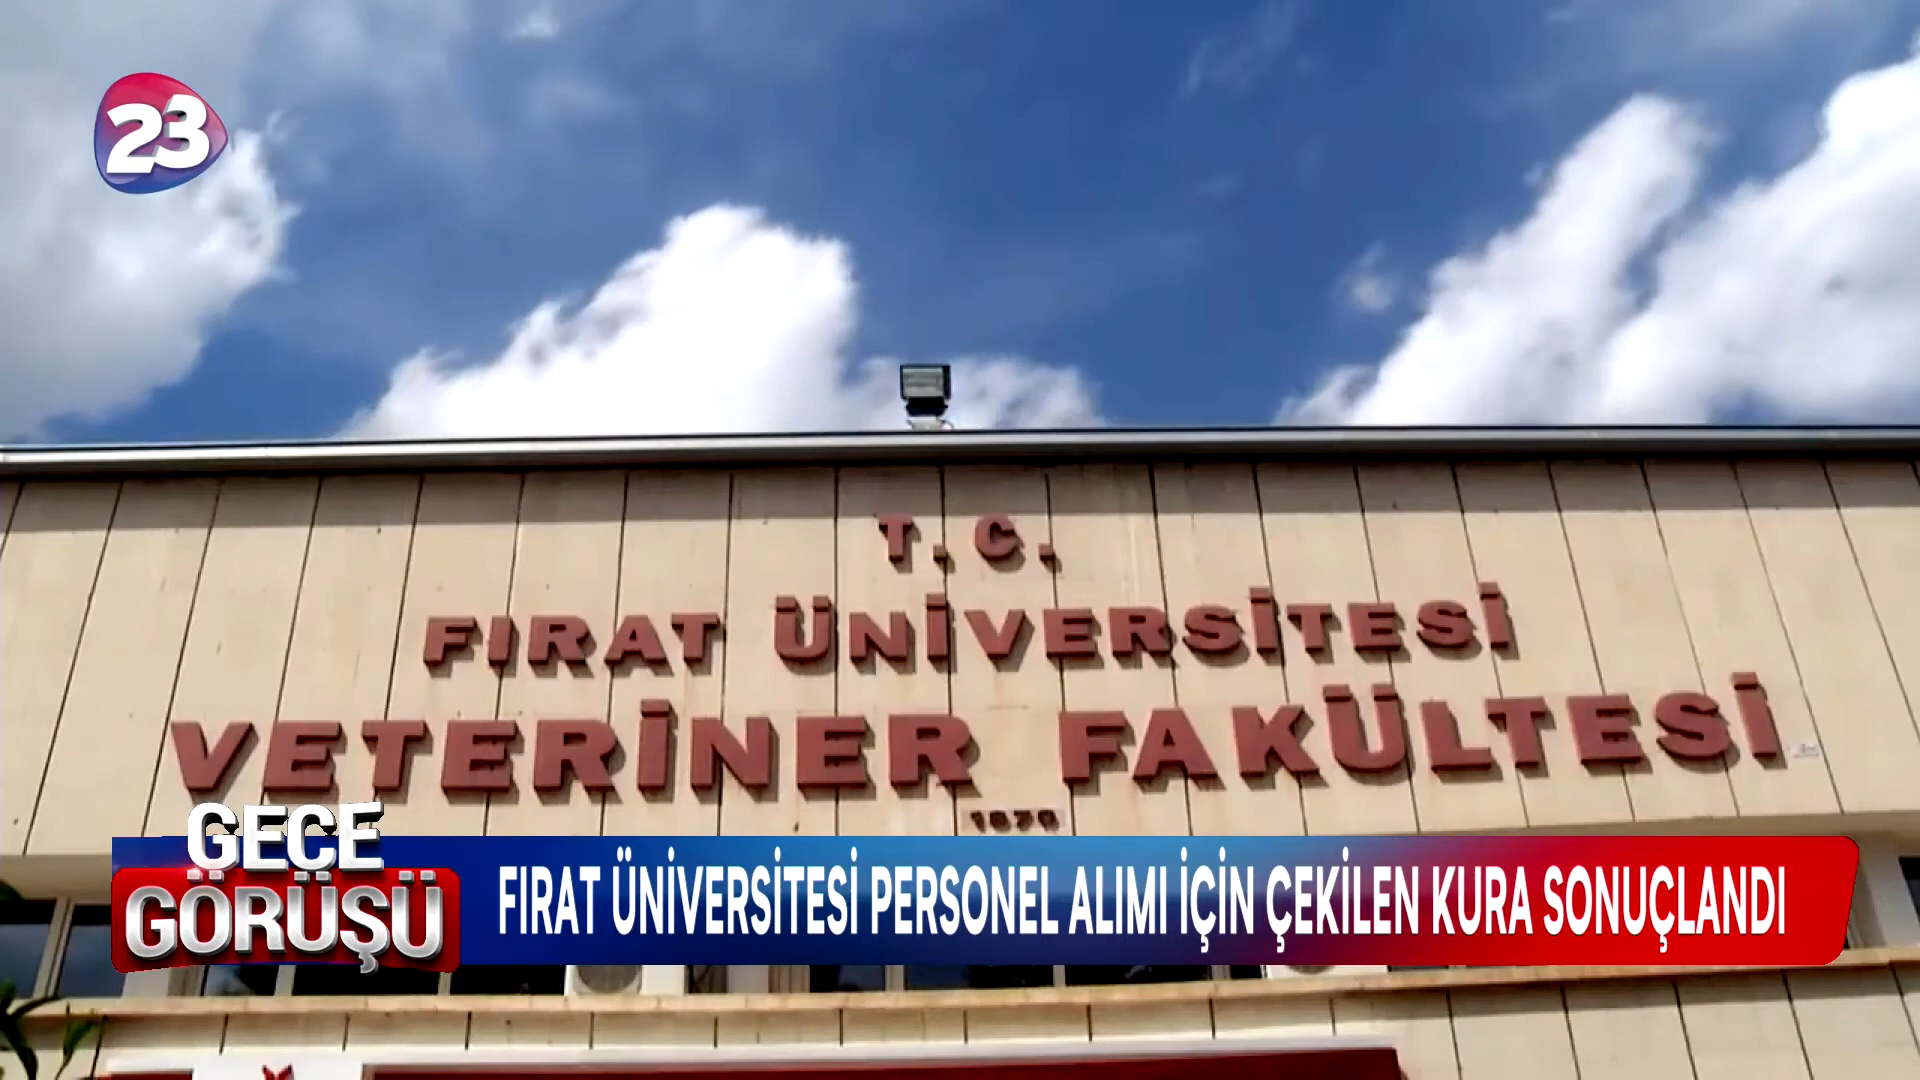 23
T.C.
FIRAT ÜNİVERSİTESİ
VETERİNER FAKÜLTESİ
1970
GECE
GÖRÜŞÜ
FIRAT ÜNİVERSİTESİ PERSONEL ALIMI İÇİN ÇEKİLEN KURA SONUÇLANDI